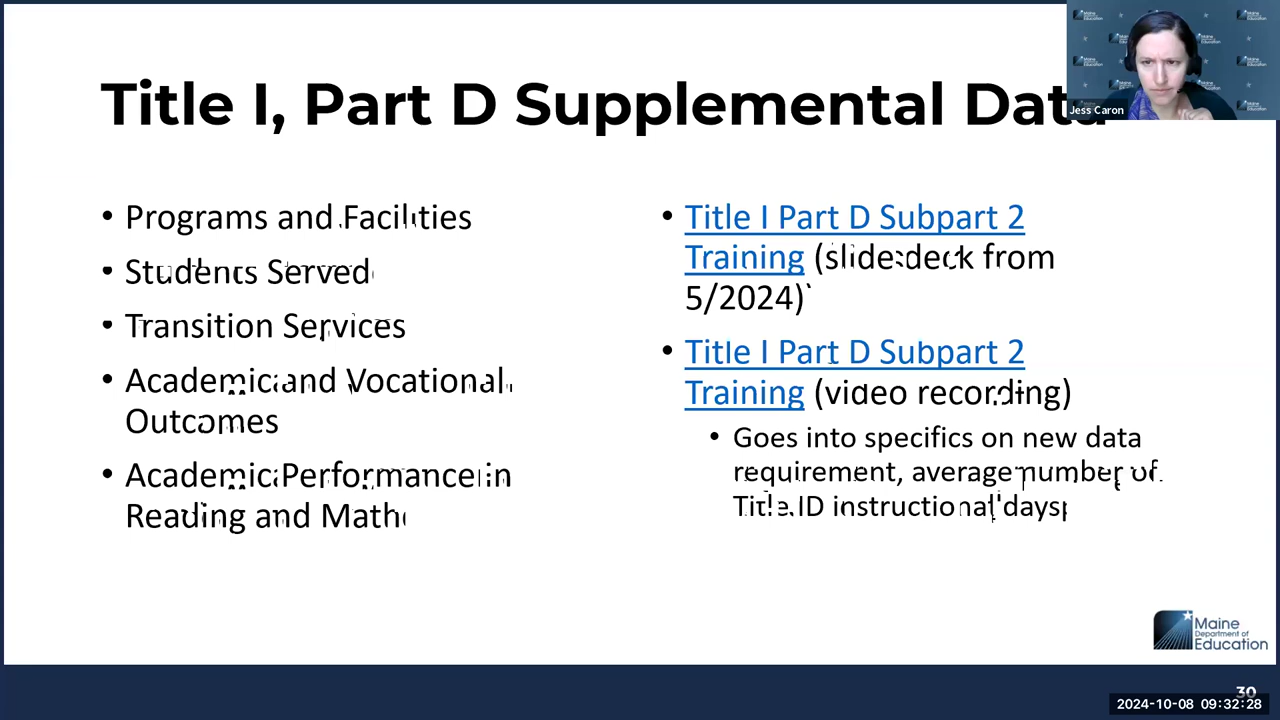 Title I, Part D Supplemental Data
Jess Caron
• Programs and Facilities
• Students Served
• Transition Services
• Academic and Vocational
Outcomes
• Academic Performance in
Reading and Math
• Title I Part D Subpart 2
Training (slidedeck from
5/2024)
• Title I Part D Subpart 2
Training (video recording)
• Goes into specifics on new data
requirement, average number of
Title ID instructional days
Maine
Department of
Education
30
2024-10-08 09:32:28